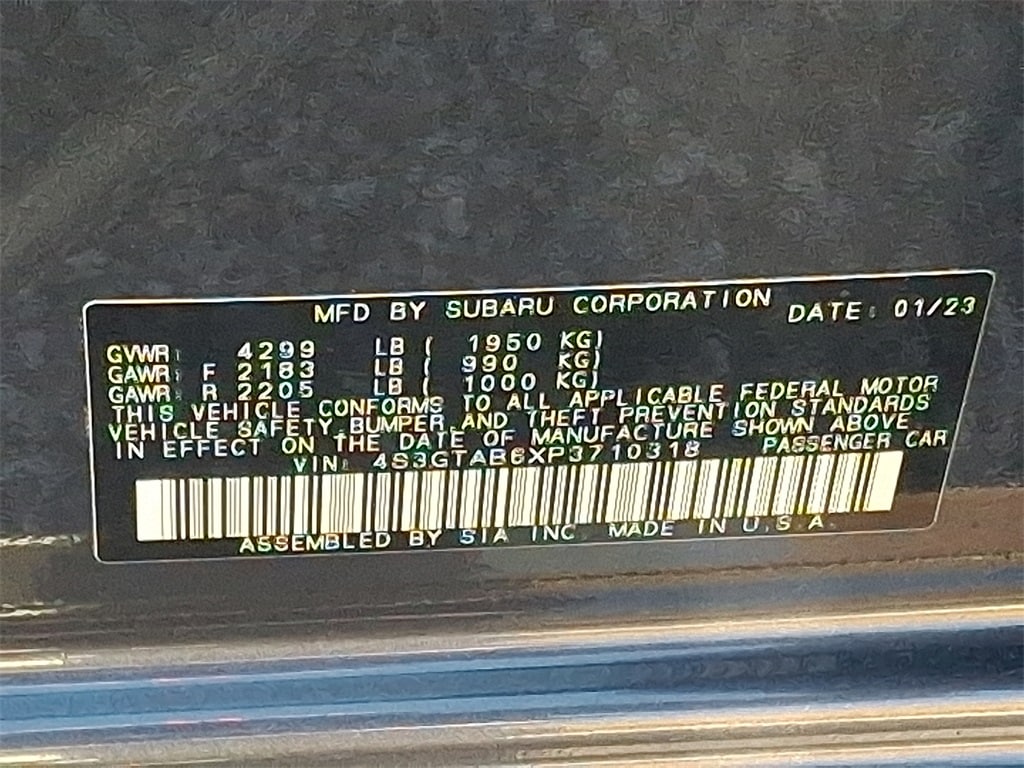 MFD BY SUBARU CORPORATION DATE: 01/23
GVWR: 4299 LB ( 1950 KG)
GAWR: F 2183 LB ( 990 KG)
GAWR: R 2205 LB ( 1000 KG)
THIS VEHICLE CONFORMS TO ALL APPLICABLE FEDERAL MOTOR
VEHICLE SAFETY, BUMPER, AND THEFT PREVENTION STANDARDS
IN EFFECT ON THE DATE OF MANUFACTURE SHOWN ABOVE.
VIN: 4S3GTAB6XP3710318 PASSENGER CAR
ASSEMBLED BY SIA INC. MADE IN U.S.A.